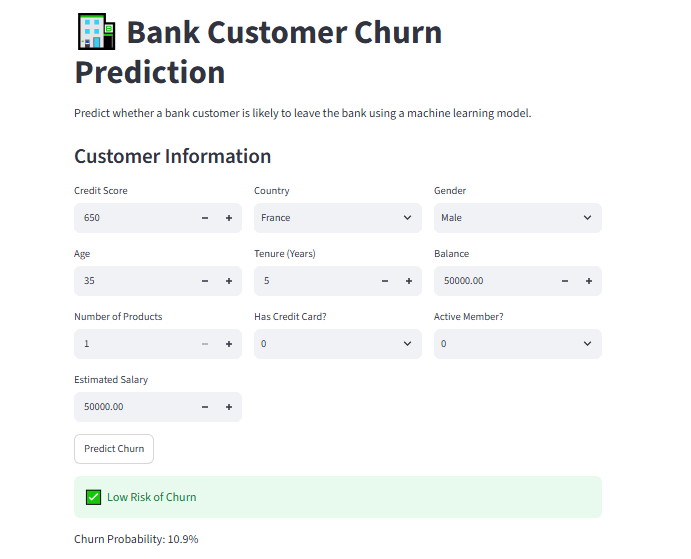 Bank Customer Churn
Prediction
Predict whether a bank customer is likely to leave the bank using a machine learning model.
Customer Information
Credit Score Country Gender
650 France Male
Age Tenure (Years) Balance
35 5 50000.00
Number of Products Has Credit Card? Active Member?
1 0 0
Estimated Salary
50000.00
Predict Churn
Low Risk of Churn
Churn Probability: 10.9%